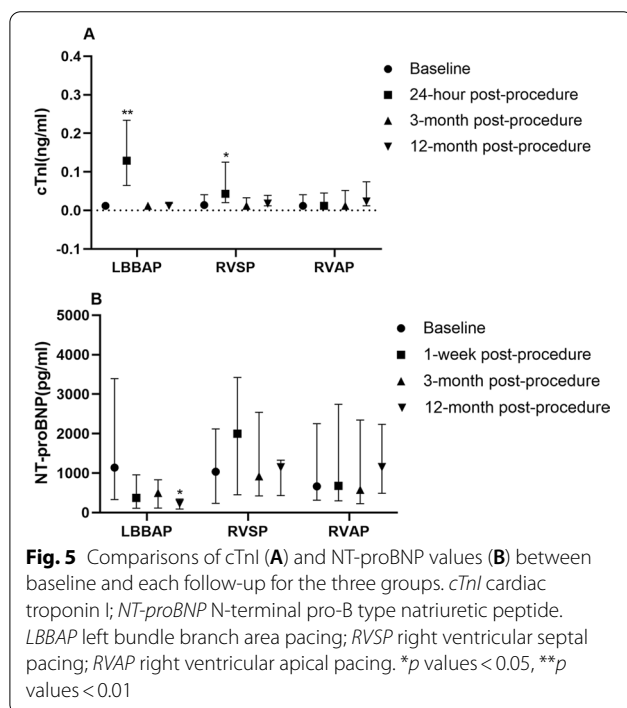 A
0.4
0.3
0.2
0.1
0.0
-0.1
cTnI(ng/ml)
**
*
LBBAP RVSP RVAP
Baseline
24-hour post-procedure
3-month post-procedure
12-month post-procedure
B
5000
4000
3000
2000
1000
0
NT-proBNP(pg/ml)
*
LBBAP RVSP RVAP
Baseline
1-week post-procedure
3-month post-procedure
12-month post-procedure
Fig. 5 Comparisons of cTnI (A) and NT-proBNP values (B) between
baseline and each follow-up for the three groups. cTnI cardiac
troponin I; NT-proBNP N-terminal pro-B type natriuretic peptide.
LBBAP left bundle branch area pacing; RVSP right ventricular septal
pacing; RVAP right ventricular apical pacing. *p values < 0.05, **p
values < 0.01